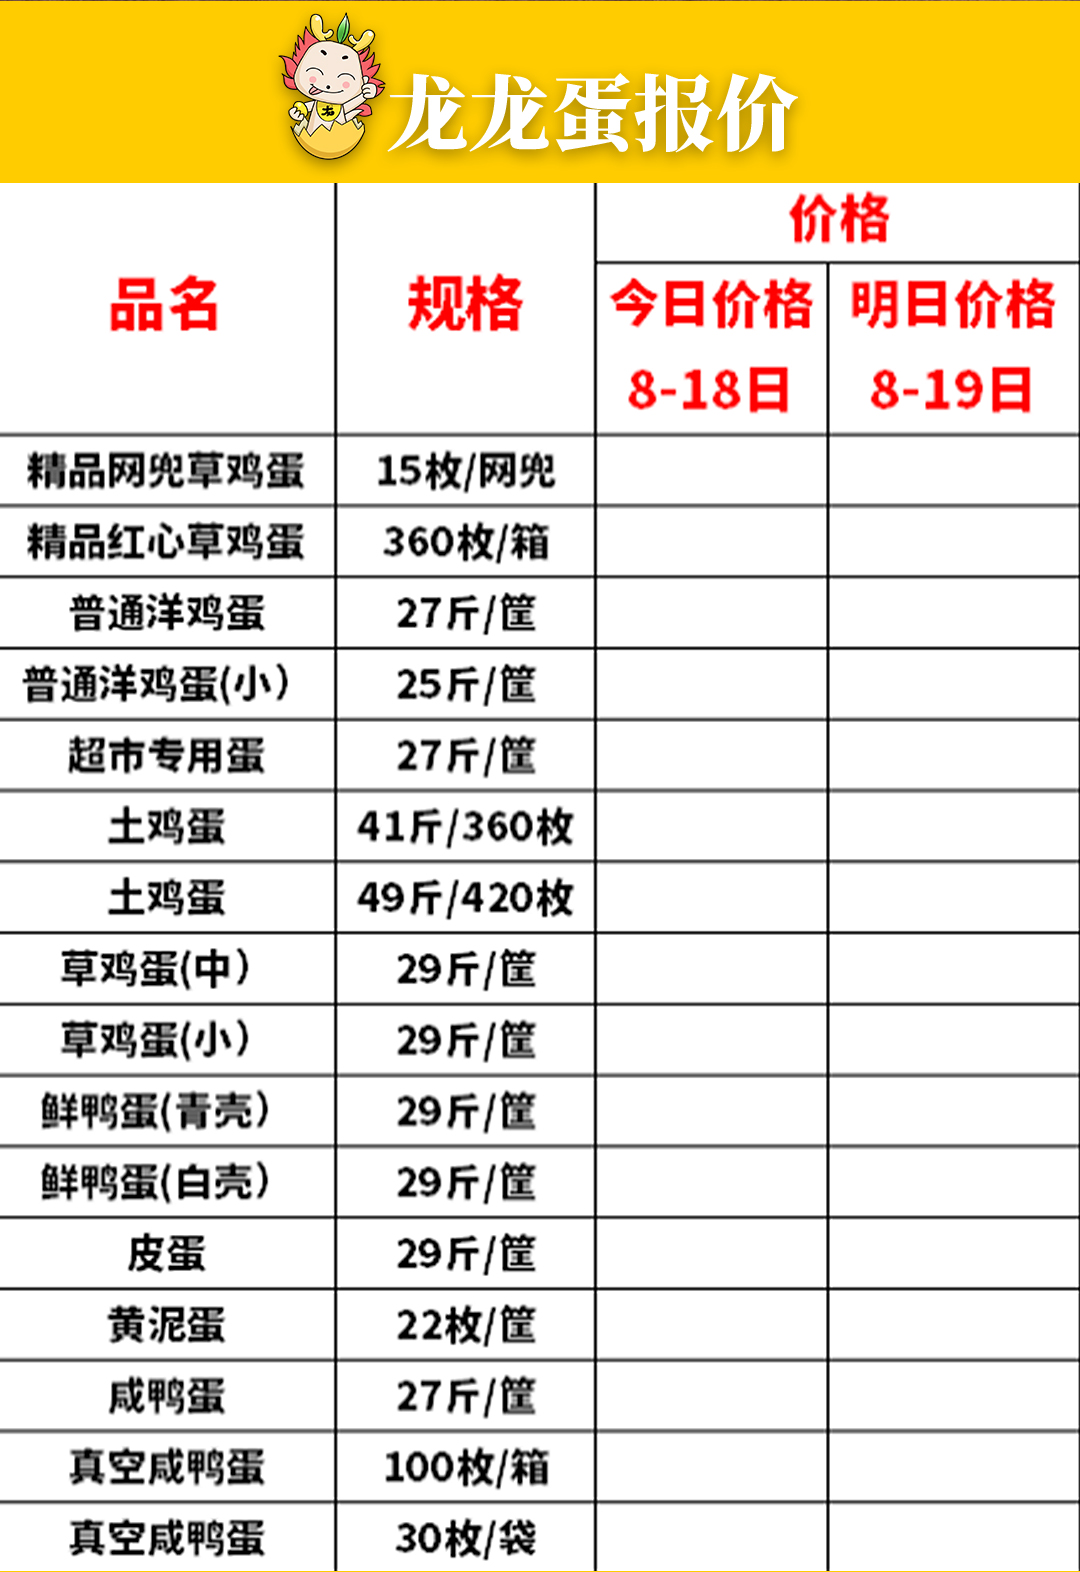 龙龙蛋报价
品名 规格 价格
今日价格 明日价格
8-18日 8-19日
精品网兜草鸡蛋 15枚/网兜
精品红心草鸡蛋 360枚/箱
普通洋鸡蛋 27斤/筐
普通洋鸡蛋(小） 25斤/筐
超市专用蛋 27斤/筐
土鸡蛋 41斤/360枚
土鸡蛋 49斤/420枚
草鸡蛋(中） 29斤/筐
草鸡蛋(小） 29斤/筐
鲜鸭蛋(青壳） 29斤/筐
鲜鸭蛋(白壳） 29斤/筐
皮蛋 29斤/筐
黄泥蛋 22枚/筐
咸鸭蛋 27斤/筐
真空咸鸭蛋 100枚/箱
真空咸鸭蛋 30枚/袋